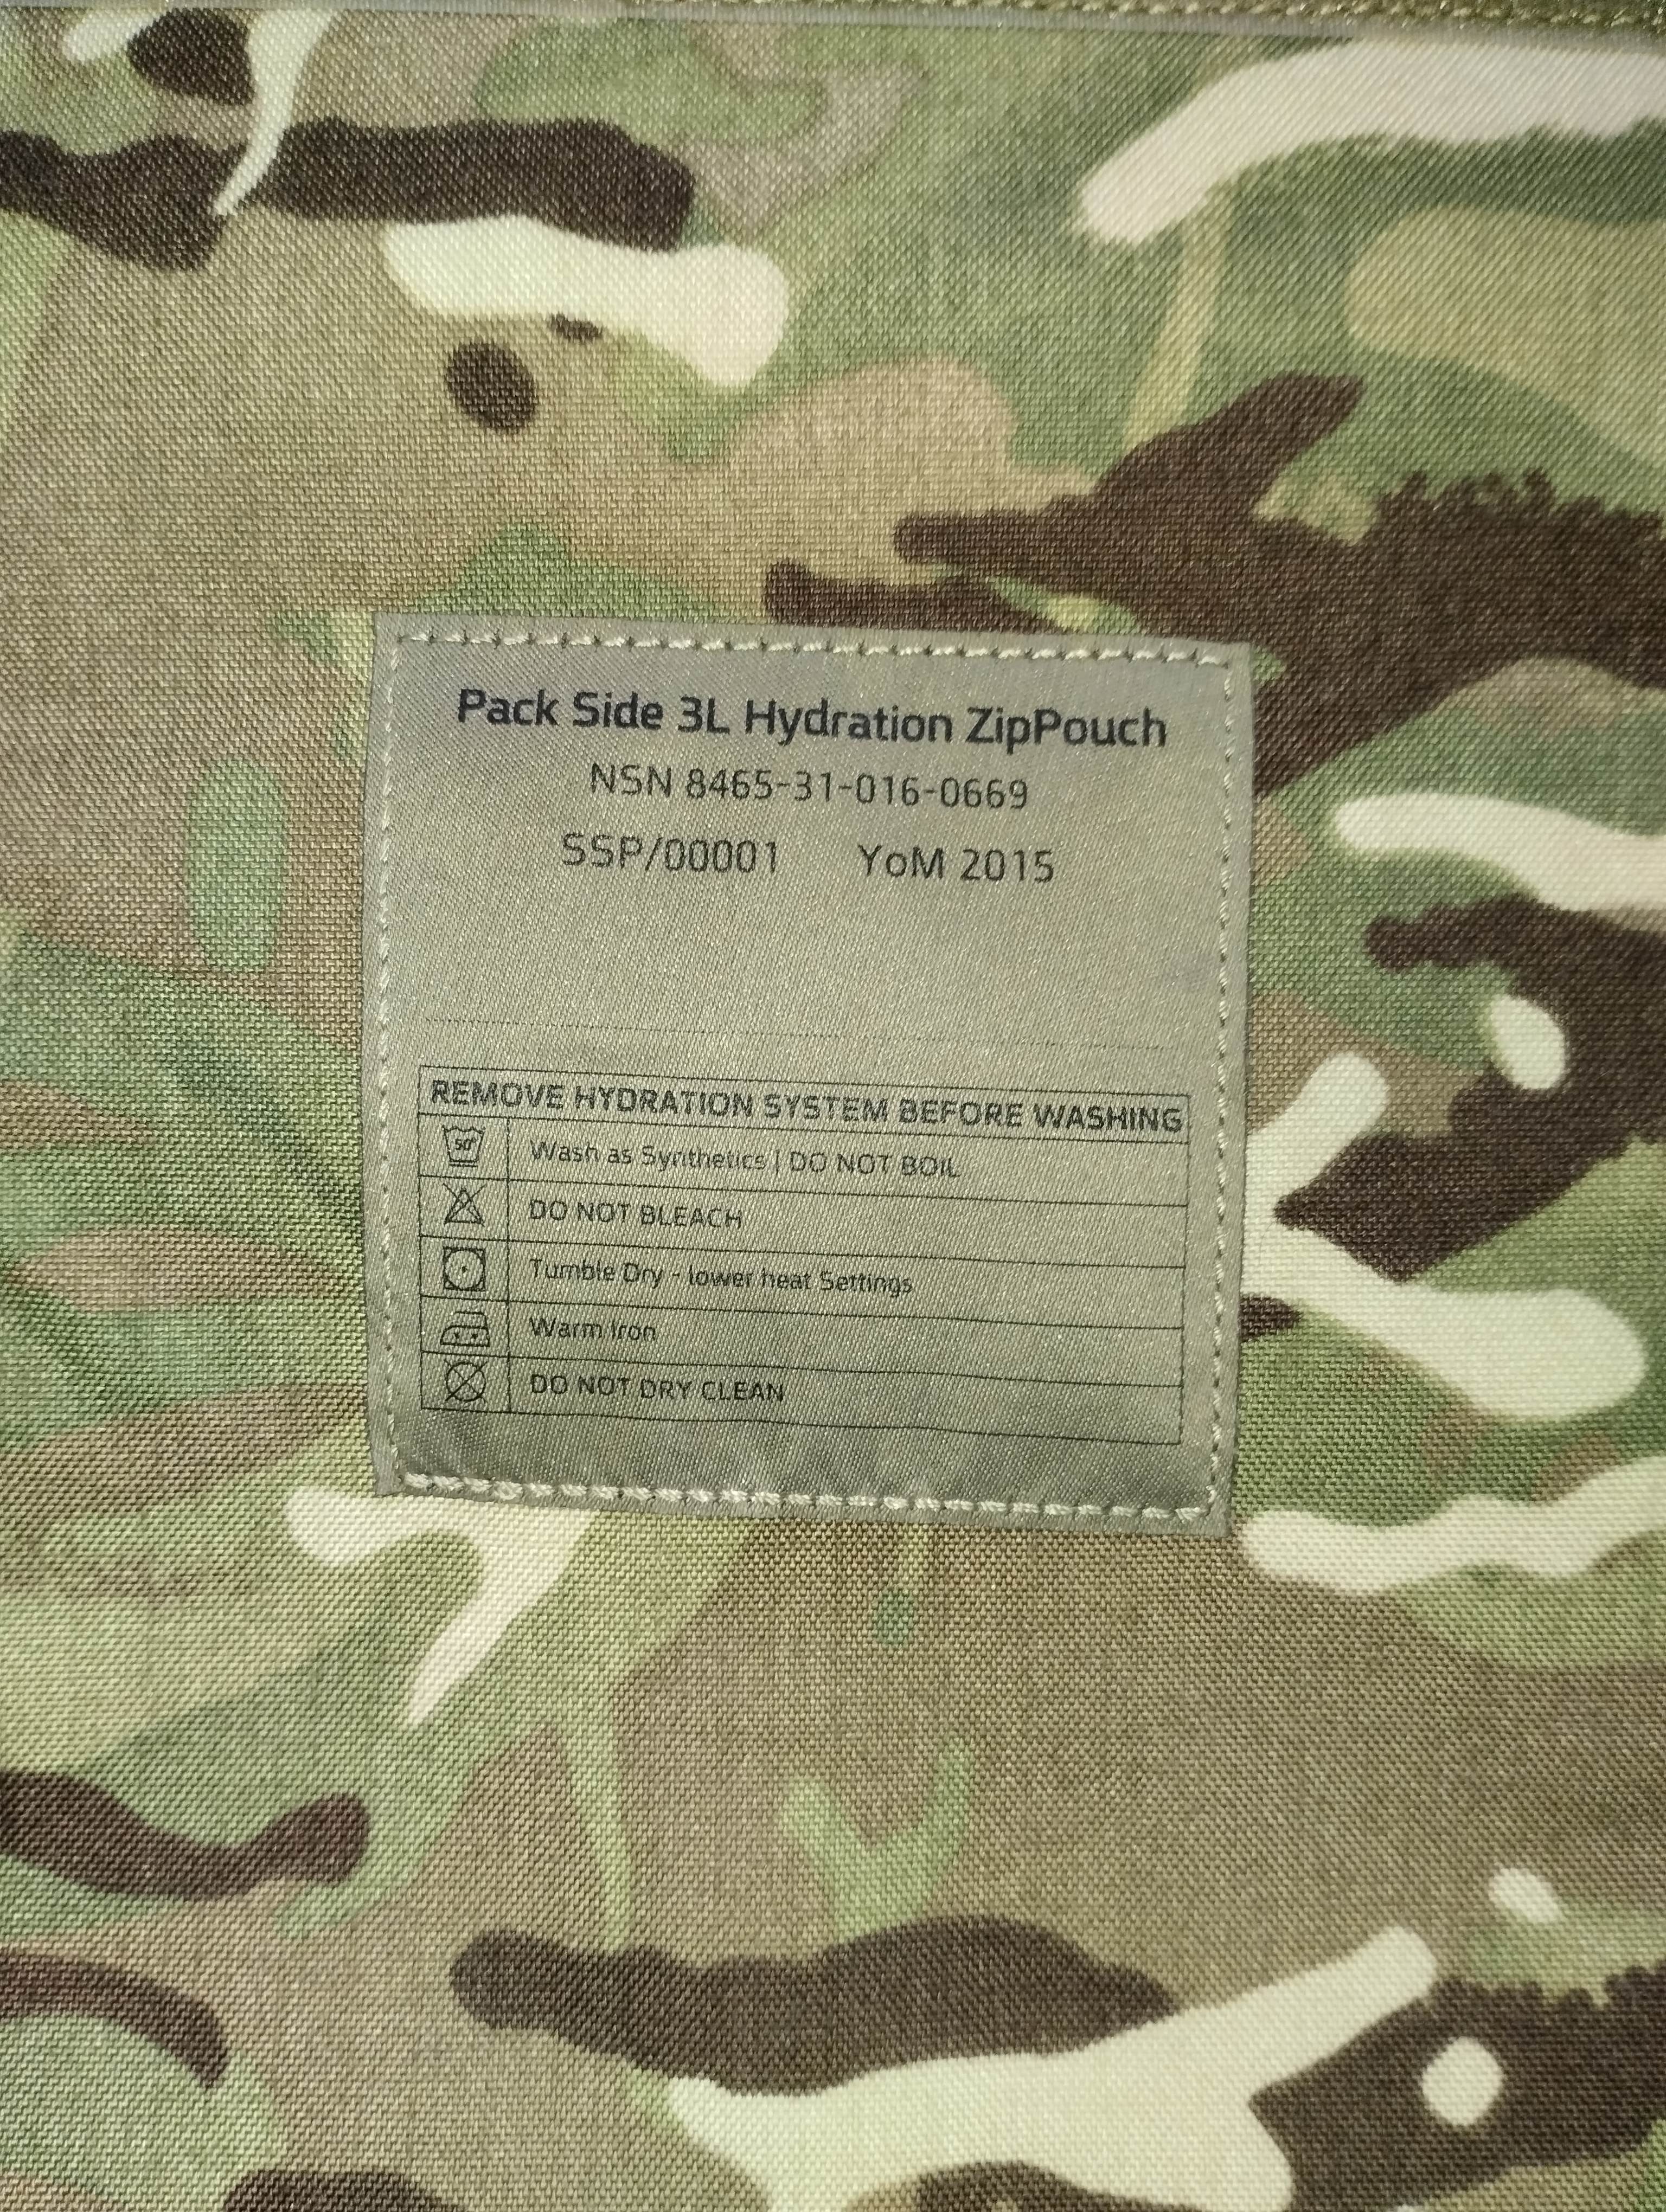 Pack Side 3L Hydration ZipPouch
NSN 8465-31-016-0669
SSP/00001 YoM 2015
REMOVE HYDRATION SYSTEM BEFORE WASHING
50° Wash as Synthetics | DO NOT BOIL
DO NOT BLEACH
Tumble Dry - lower heat Settings
Warm Iron
DO NOT DRY CLEAN